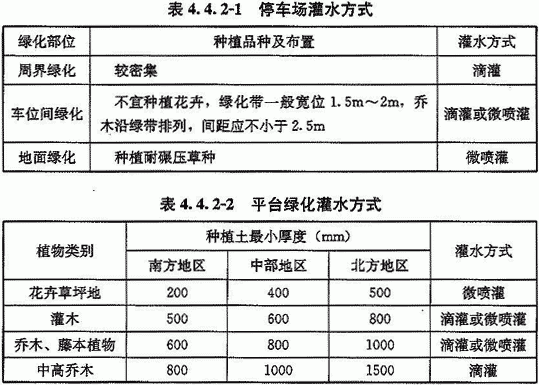 表 4.4.2-1 停车场灌水方式
绿化部位 种植品种及布置 灌水方式
周界绿化 较密集 滴灌
车位间绿化 不宜种植花卉，绿化带一般宽位 1.5m～2m，乔
木沿绿带排列，间距应不小于 2.5m 滴灌或微喷灌
地面绿化 种植耐碾压草种 微喷灌
表 4.4.2-2 平台绿化灌水方式
植物类别 种植土最小厚度（mm） 灌水方式
南方地区 中部地区 北方地区
花卉草坪地 200 400 500 微喷灌
灌木 500 600 800 滴灌或微喷灌
乔木、藤本植物 600 800 1000 滴灌或微喷灌
中高乔木 800 1000 1500 滴灌